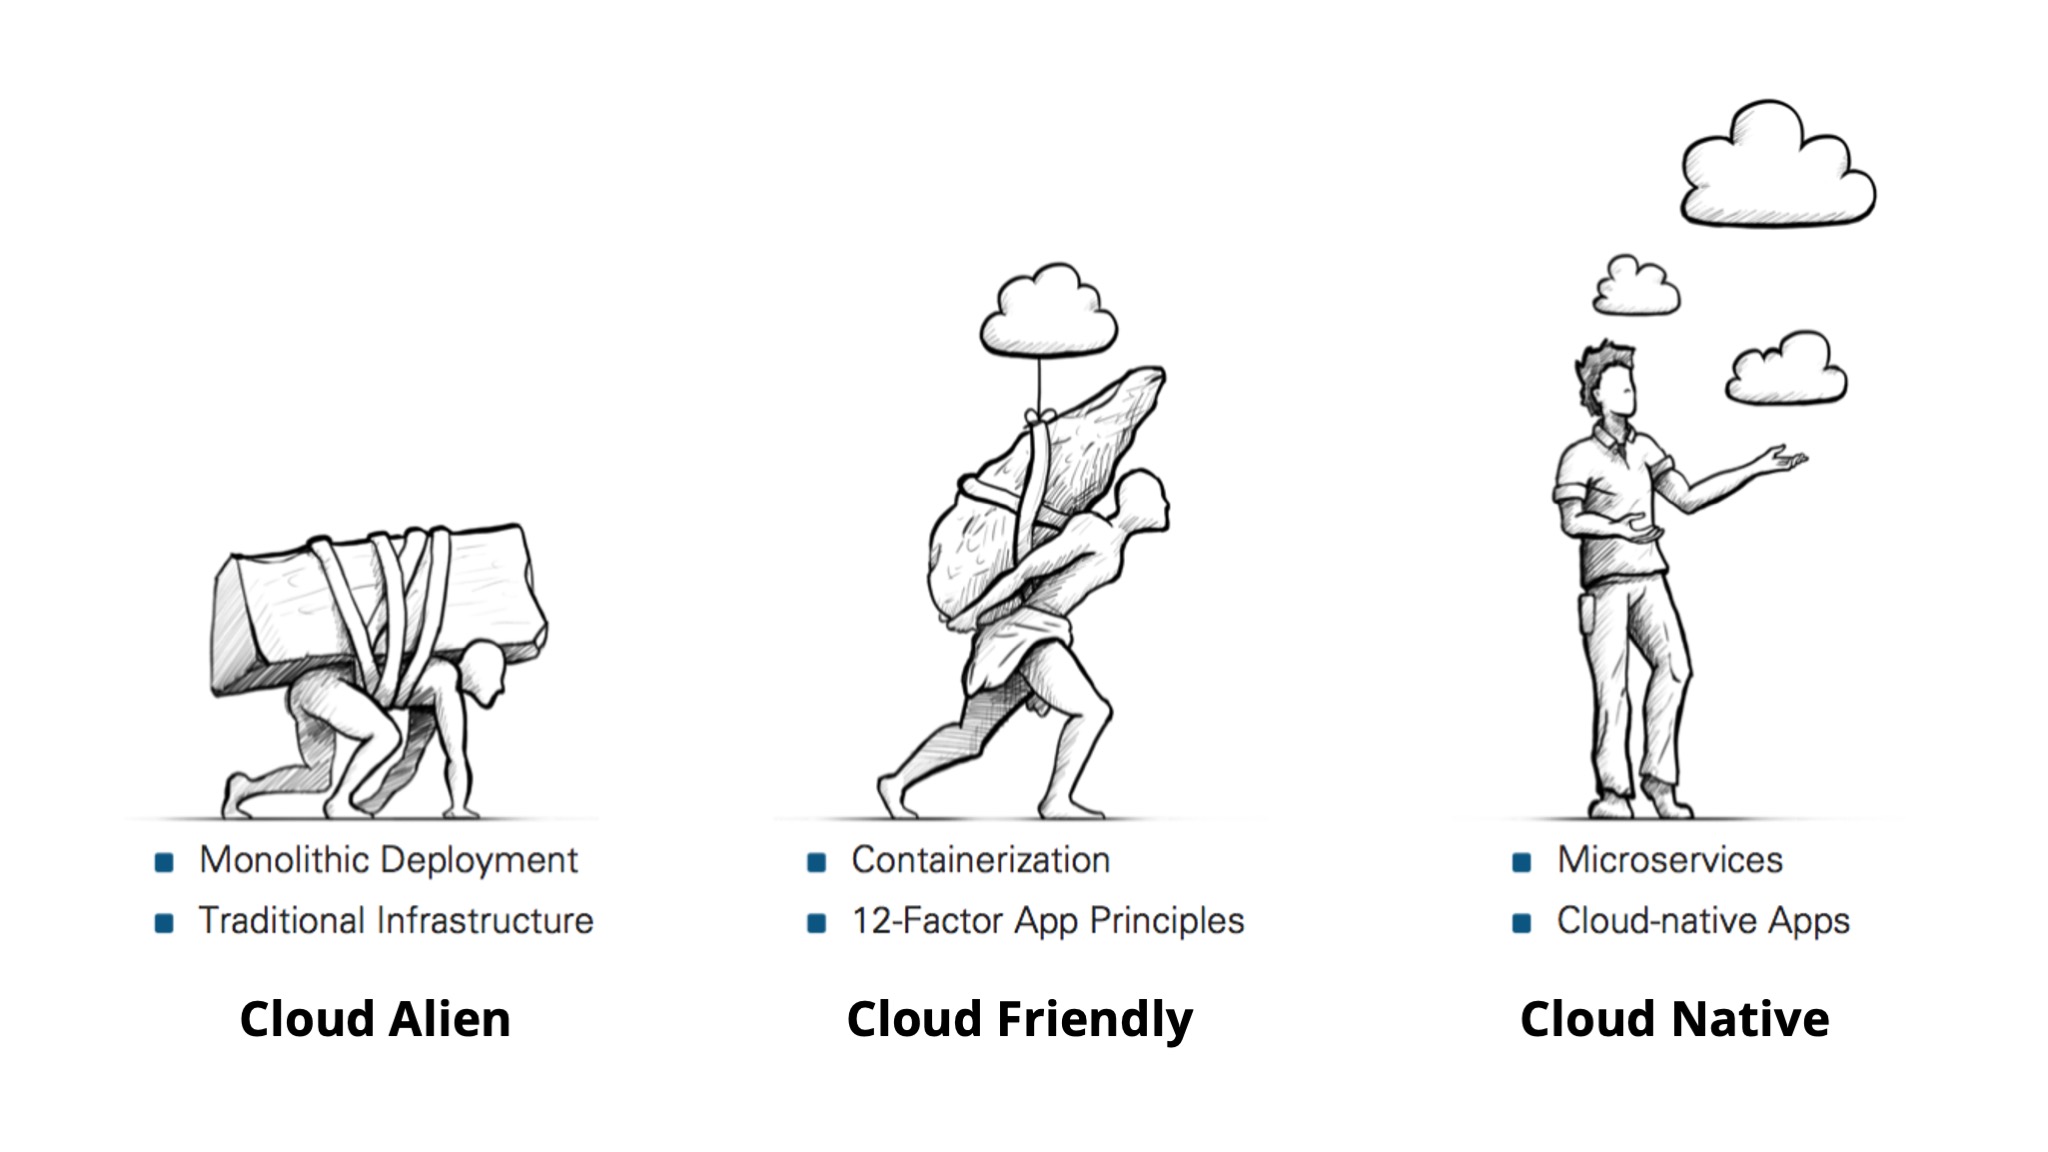 Monolithic Deployment
Traditional Infrastructure
Cloud Alien
Containerization
12-Factor App Principles
Cloud Friendly
Microservices
Cloud-native Apps
Cloud Native